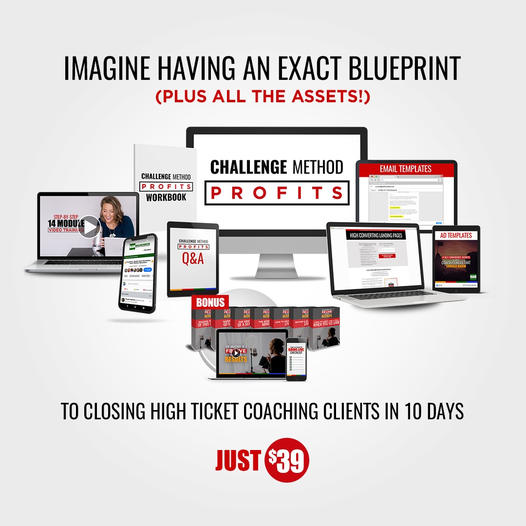 IMAGINE HAVING AN EXACT BLUEPRINT
(PLUS ALL THE ASSETS!)
CHALLENGE METHOD
PROFITS
WORKBOOK
CHALLENGE METHOD
PROFITS
EMAIL TEMPLATES
STEP-BY-STEP
14 MODULE
VIDEO TRAINING
CHALLENGE METHOD
PROFITS
Q&A
HIGH CONVERTING LANDING PAGES
AD TEMPLATES
BONUS
TO CLOSING HIGH TICKET COACHING CLIENTS IN 10 DAYS
JUST $39